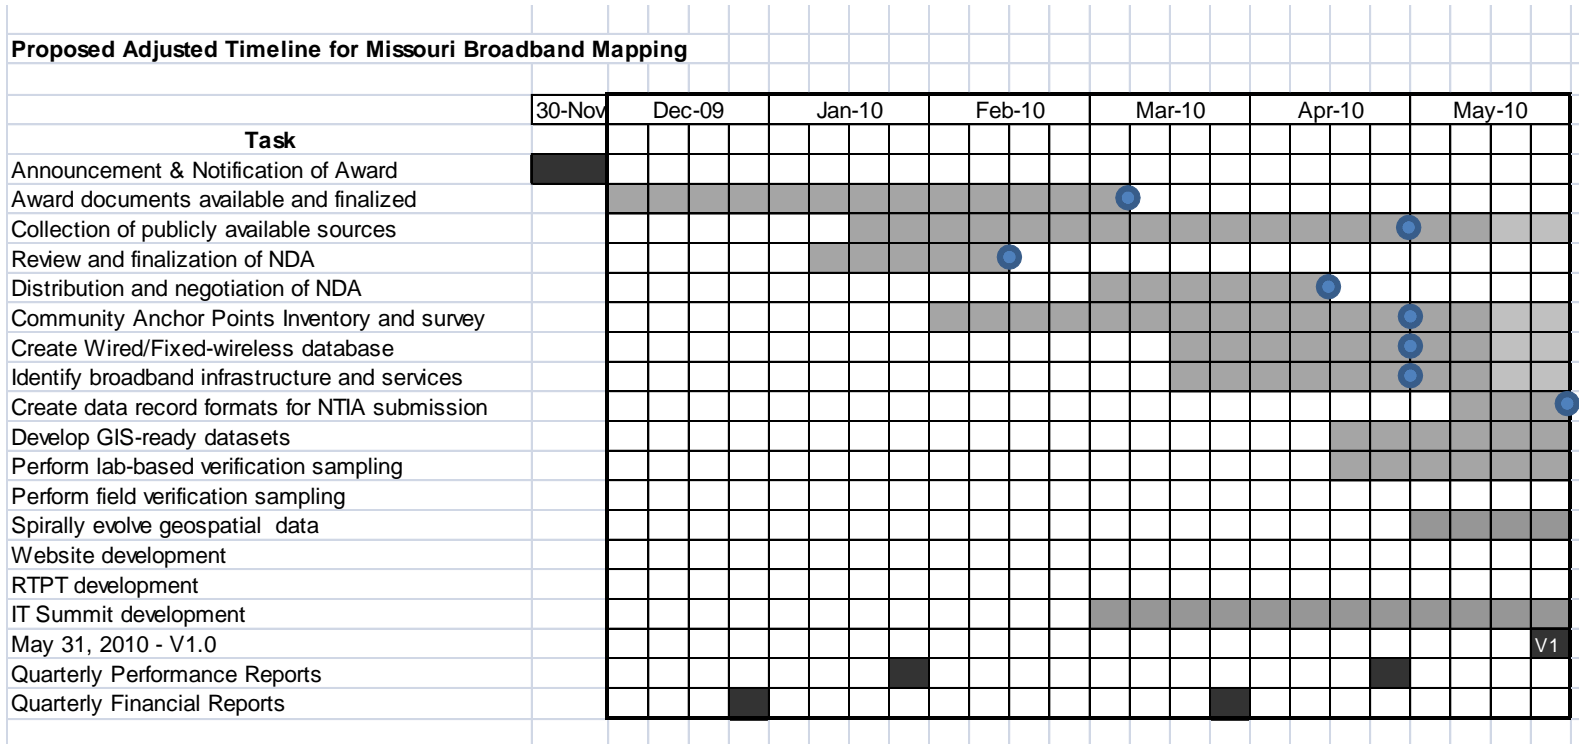 Proposed Adjusted Timeline for Missouri Broadband Mapping
30-Nov Dec-09 Jan-10 Feb-10 Mar-10 Apr-10 May-10
Task
Announcement & Notification of Award
Award documents available and finalized
Collection of publicly available sources
Review and finalization of NDA
Distribution and negotiation of NDA
Community Anchor Points Inventory and survey
Create Wired/Fixed-wireless database
Identify broadband infrastructure and services
Create data record formats for NTIA submission
Develop GIS-ready datasets
Perform lab-based verification sampling
Perform field verification sampling
Spirally evolve geospatial data
Website development
RTPT development
IT Summit development
May 31, 2010 - V1.0 V1
Quarterly Performance Reports
Quarterly Financial Reports